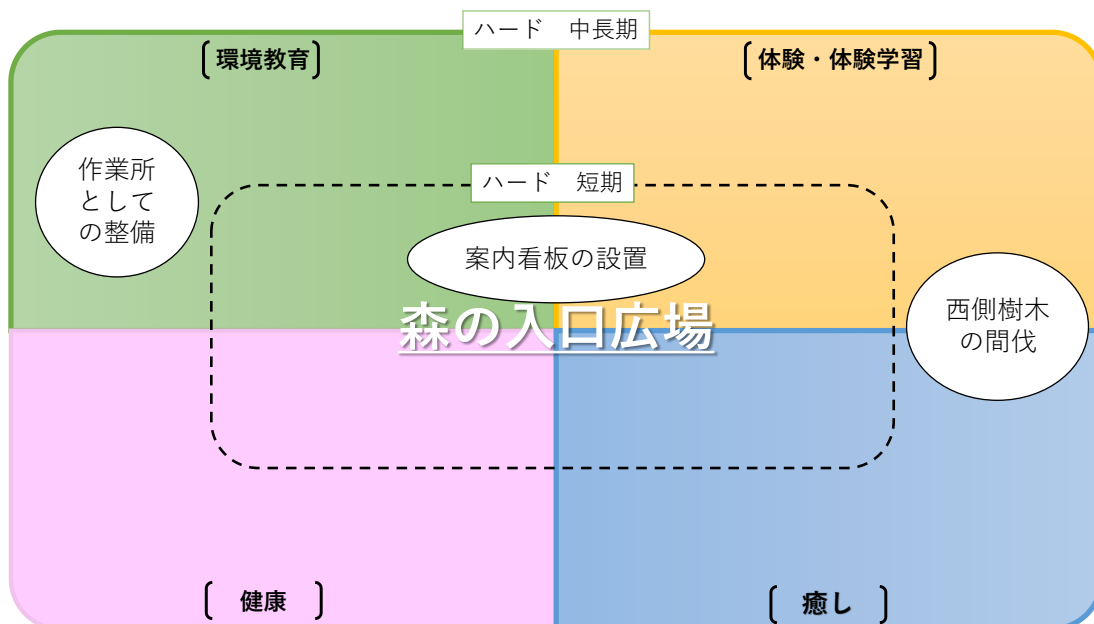 ハード　中長期
［環境教育］
［体験・体験学習］
作業所
として
の整備
ハード　短期
案内看板の設置
西側樹木
の間伐
森の入口広場
［　健康　］
［　癒し　］